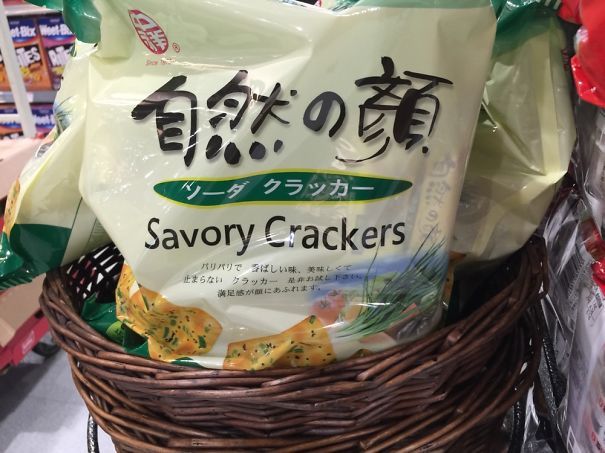 Weet-Bix
自然の顔
ソーダ クラッカー
Savory Crackers
パリパリで 香ばしい味、美味しくて
止まらない クラッカー 是非お試し下さい。
満足感が顔にあふれます。